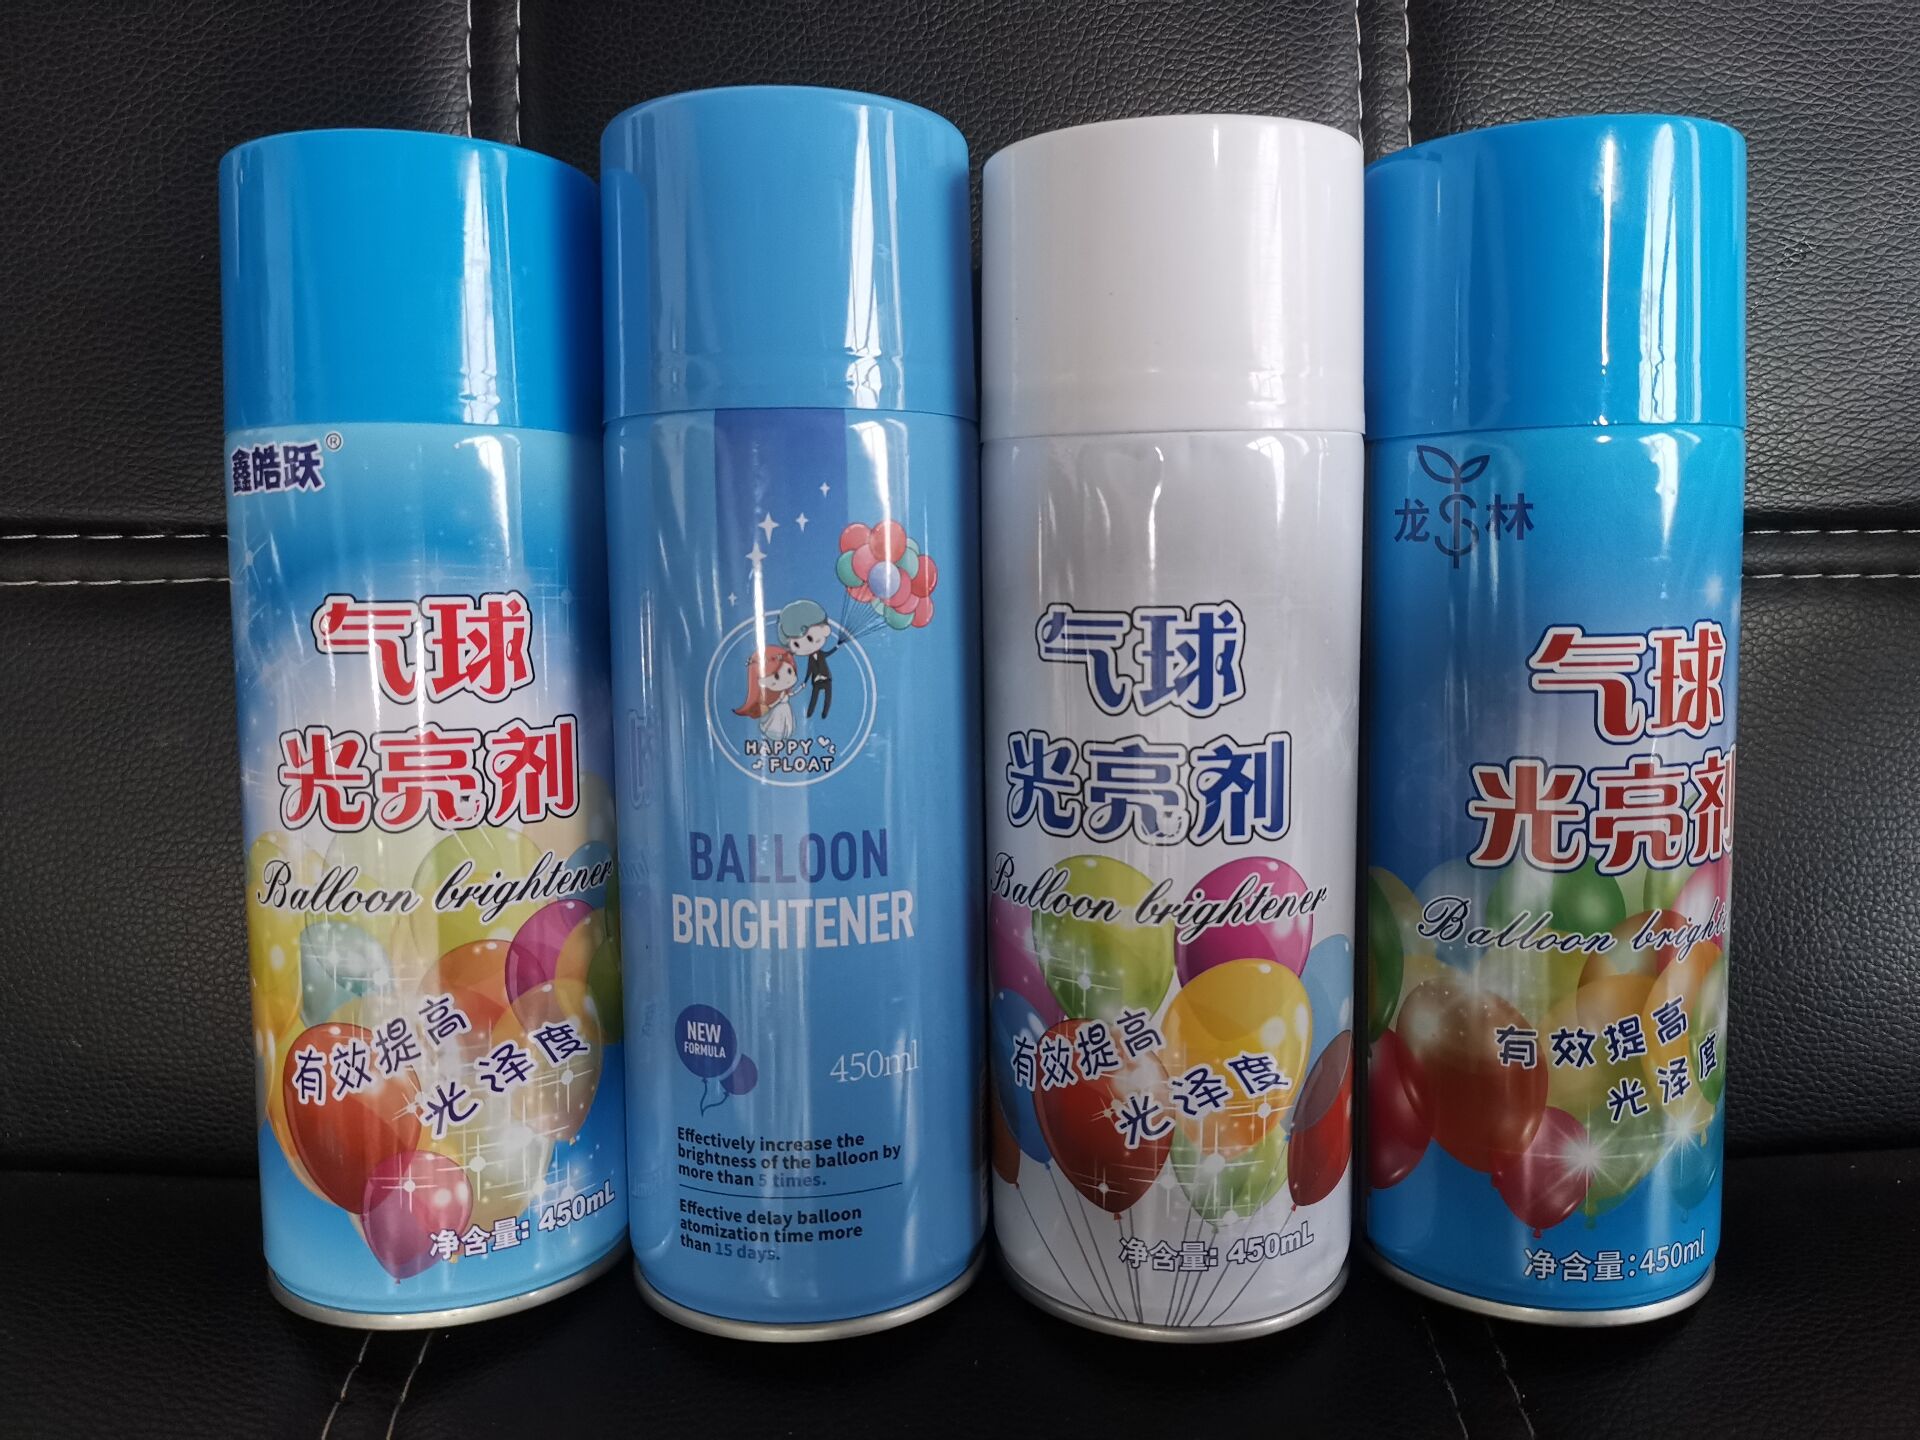 鑫皓跃®
气球
光亮剂
Balloon brightener
有效提高
光泽度
净含量: 450mL
HAPPY
FLOAT
BALLOON
BRIGHTENER
NEW
FORMULA
450ml
Effectively increase the
brightness of the balloon by
more than 5 times.
Effective delay balloon
atomization time more
than 15 days.
气球
光亮剂
Balloon brightener
有效提高
光泽度
净含量: 450mL
龙林
气球
光亮剂
Balloon brighte
有效提高
光泽度
净含量:450ml